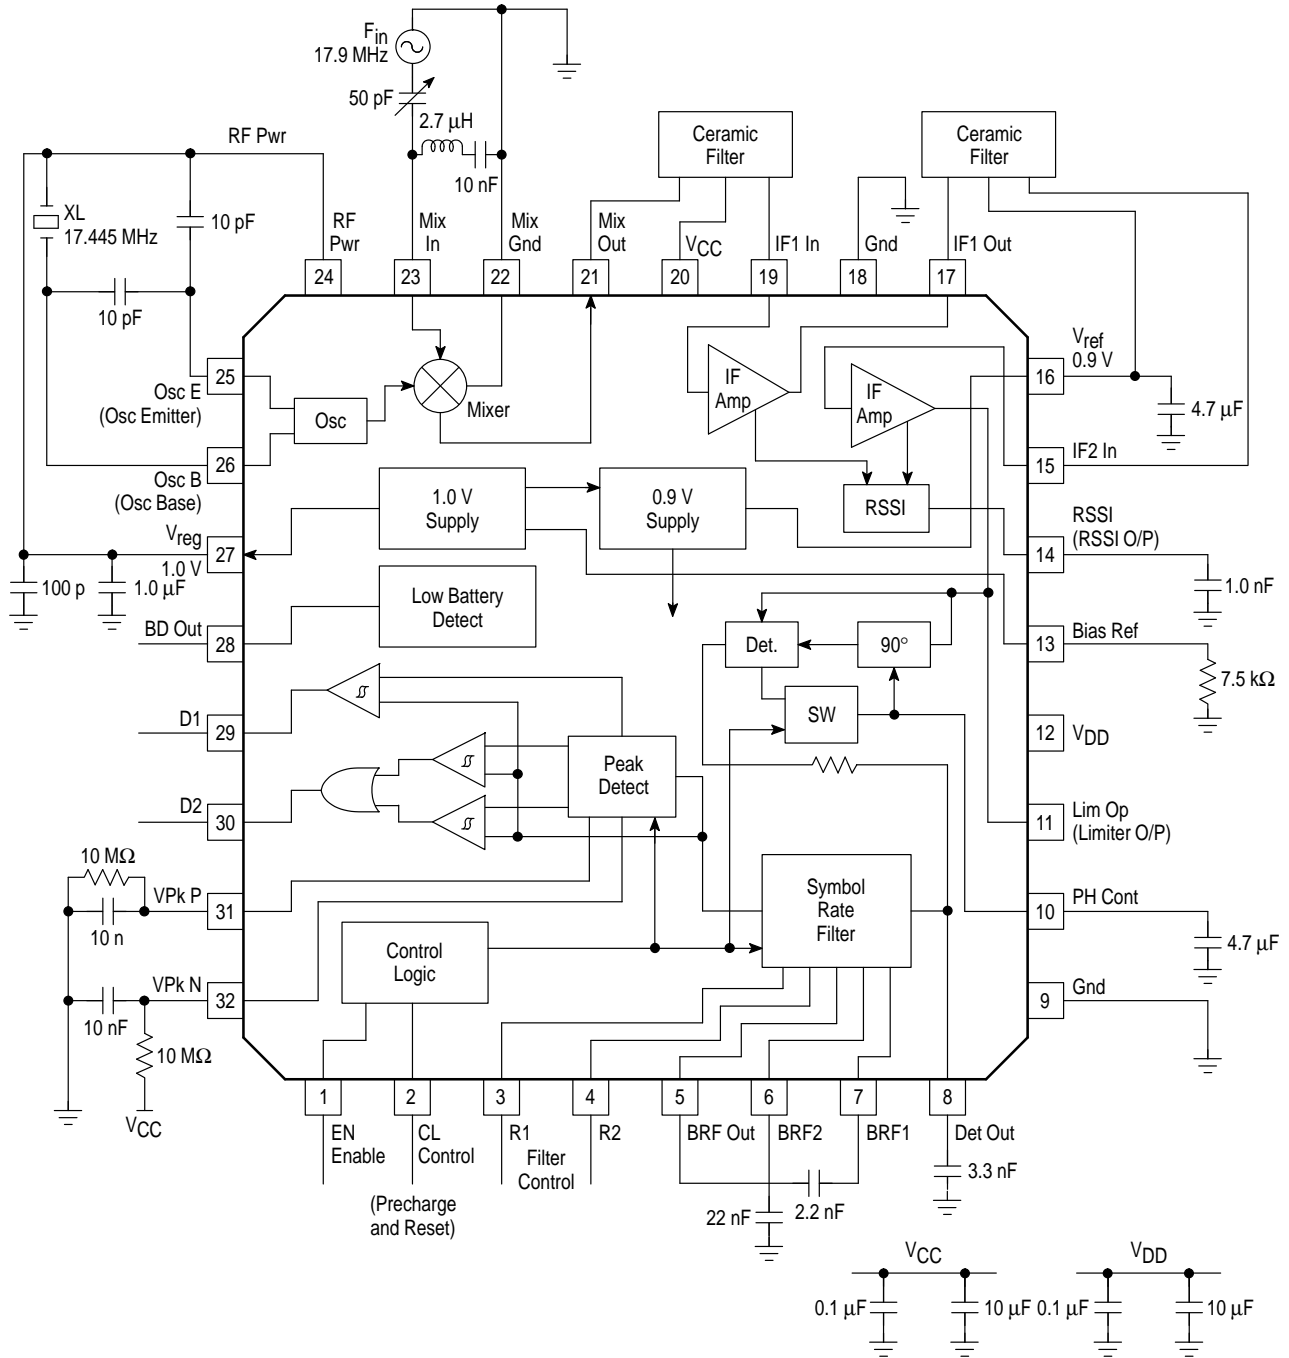 F_in
17.9 MHz
50 pF
2.7 μH
10 nF
Ceramic
Filter
Ceramic
Filter
RF Pwr
XL
17.445 MHz
10 pF
10 pF
RF
Pwr
Mix
In
Mix
Gnd
Mix
Out
V_CC
IF1 In
Gnd
IF1 Out
24
23
22
21
20
19
18
17
25
Osc E
(Osc Emitter)
26
Osc B
(Osc Base)
V_reg
27
1.0 V
100 p
1.0 μF
BD Out
28
D1
29
D2
30
10 MΩ
VPk P
31
10 n
VPk N
32
10 nF
10 MΩ
V_CC
Osc
Mixer
IF
Amp
IF
Amp
RSSI
1.0 V
Supply
0.9 V
Supply
Low Battery
Detect
Det.
90°
SW
Peak
Detect
Symbol
Rate
Filter
Control
Logic
V_ref
0.9 V
16
4.7 μF
15
IF2 In
RSSI
(RSSI O/P)
14
1.0 nF
13
Bias Ref
7.5 kΩ
12
V_DD
11
Lim Op
(Limiter O/P)
10
PH Cont
4.7 μF
9
Gnd
1
2
3
4
5
6
7
8
EN
Enable
CL
Control
(Precharge
and Reset)
R1
Filter
Control
R2
BRF Out
BRF2
BRF1
Det Out
22 nF
2.2 nF
3.3 nF
V_CC
0.1 μF
10 μF
V_DD
0.1 μF
10 μF